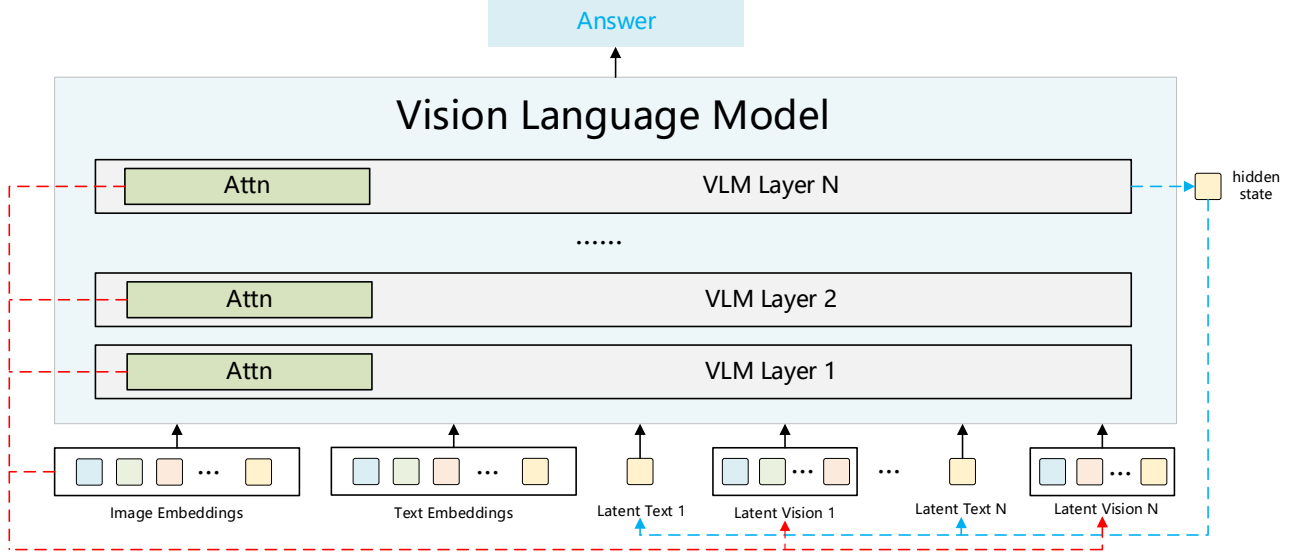 Answer
Vision Language Model
Attn
VLM Layer N
hidden
state
......
Attn
VLM Layer 2
Attn
VLM Layer 1
...
...
...
...
...
Image Embeddings
Text Embeddings
Latent Text 1
Latent Vision 1
Latent Text N
Latent Vision N